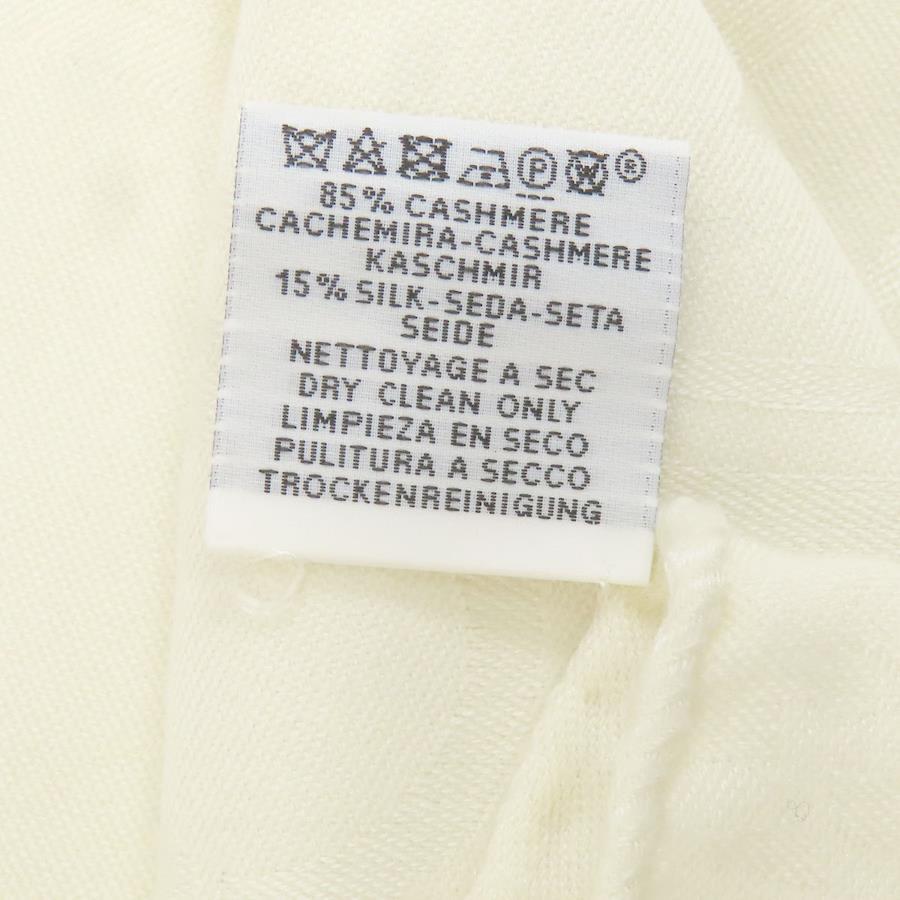 P W ®
85% CASHMERE
CACHEMIRA-CASHMERE
KASCHMIR
15% SILK-SEDA-SETA
SEIDE
NETTOYAGE A SEC
DRY CLEAN ONLY
LIMPIEZA EN SECO
PULITURA A SECCO
TROCKENREINIGUNG